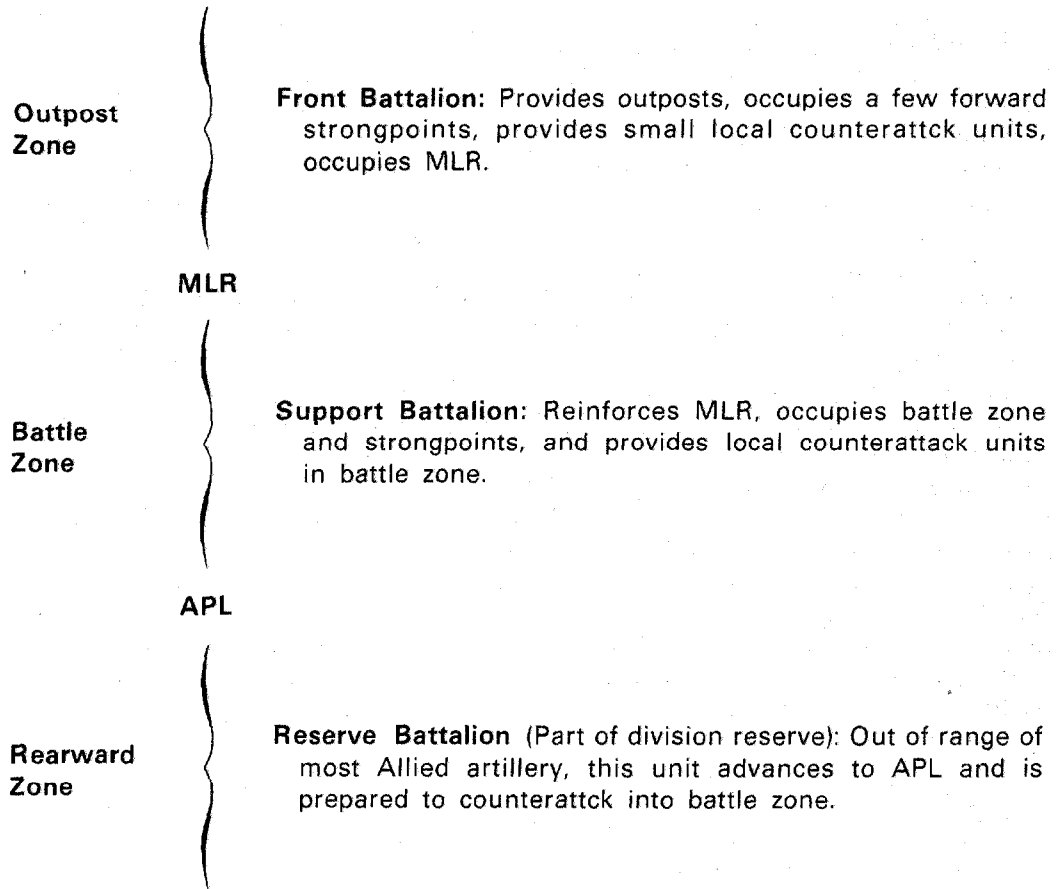 Outpost
Zone
Front Battalion: Provides outposts, occupies a few forward
strongpoints, provides small local counterattck units,
occupies MLR.
MLR
Battle
Zone
Support Battalion: Reinforces MLR, occupies battle zone
and strongpoints, and provides local counterattack units
in battle zone.
APL
Rearward
Zone
Reserve Battalion (Part of division reserve): Out of range of
most Allied artillery, this unit advances to APL and is
prepared to counterattck into battle zone.